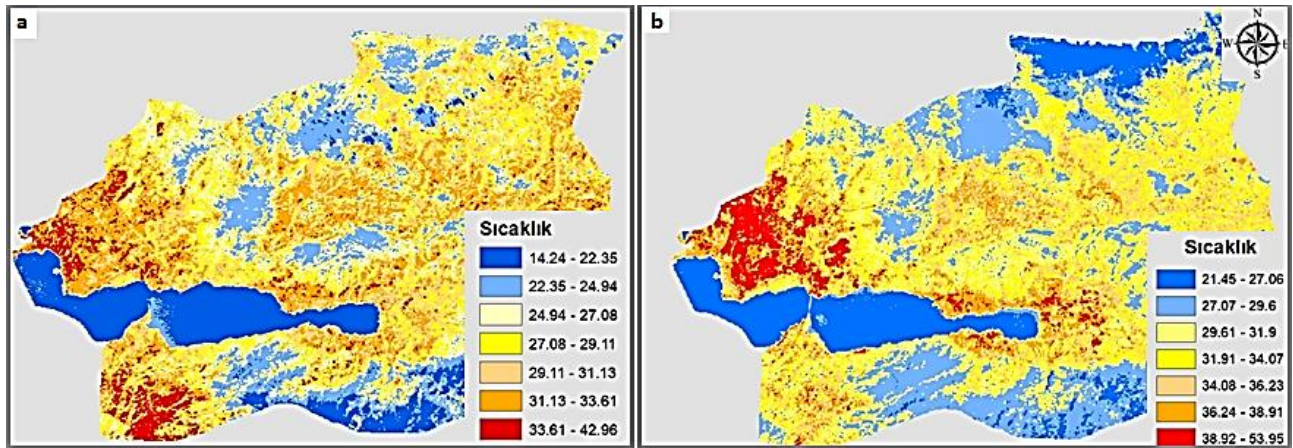 a
Sıcaklık
14.24 - 22.35
22.35 - 24.94
24.94 - 27.08
27.08 - 29.11
29.11 - 31.13
31.13 - 33.61
33.61 - 42.96
b
N
W E
S
Sıcaklık
21.45 - 27.06
27.07 - 29.6
29.61 - 31.9
31.91 - 34.07
34.08 - 36.23
36.24 - 38.91
38.92 - 53.95